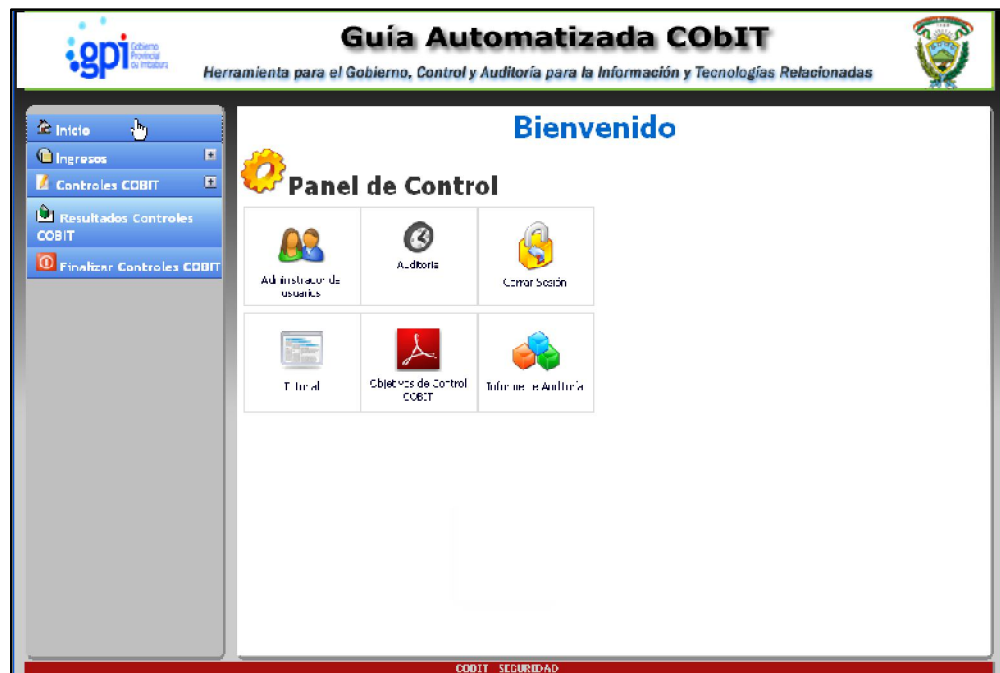 Guía Automatizada CObIT
.gpi Gobierno
Provincial
de Imbabura
Herramienta para el Gobierno, Control y Auditoría para la Información y Tecnologías Relacionadas
Inicio
Ingresos
Controles COBIT
Resultados Controles
COBIT
Finalizar Controles COBIT
Bienvenido
Panel de Control
Administrador de
usuarios
Auditoria
Cerrar Sesión
Tutorial
Objetivos de Control
COBIT
Informe de Auditoría
COBIT SEGURIDAD